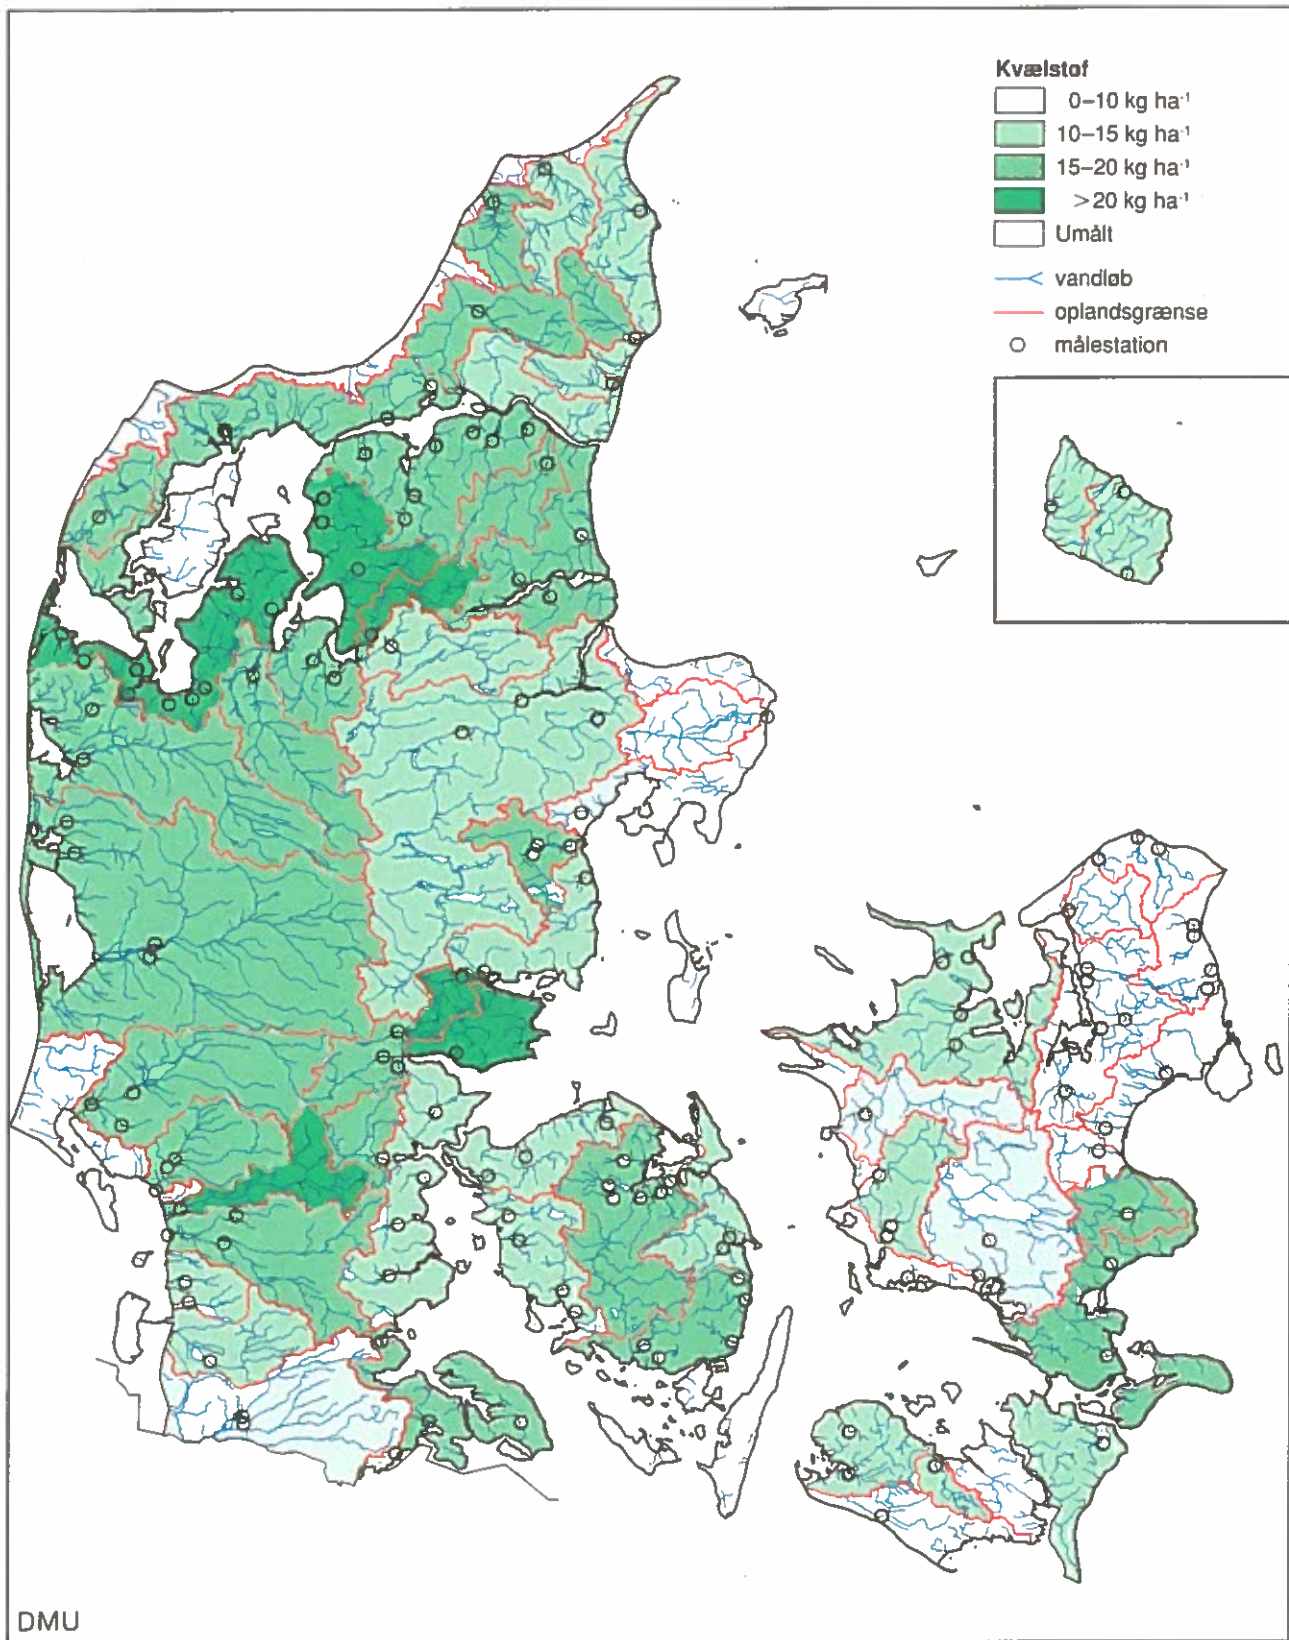 Kvælstof
0–10 kg ha⁻¹
10–15 kg ha⁻¹
15–20 kg ha⁻¹
>20 kg ha⁻¹
Umålt
vandløb
oplandsgrænse
målestation
DMU